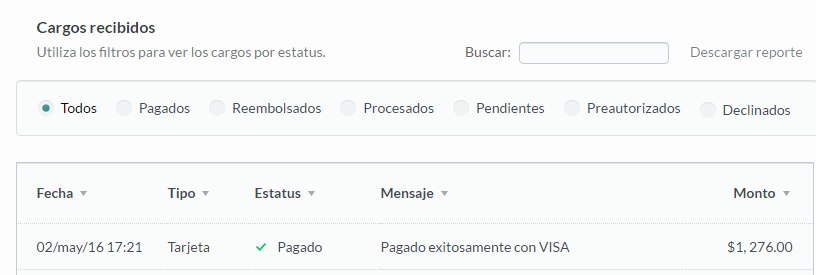 Cargos recibidos
Utiliza los filtros para ver los cargos por estatus.
Buscar:
Descargar reporte
Todos Pagados Reembolsados Procesados Pendientes Preautorizados Declinados
Fecha Tipo Estatus Mensaje Monto
02/may/16 17:21 Tarjeta Pagado Pagado exitosamente con VISA $1, 276.00